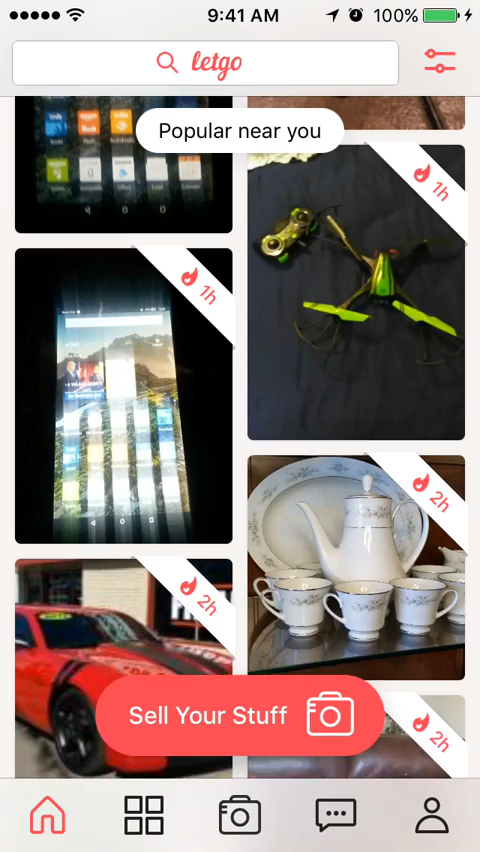 9:41 AM
100%
letgo
Popular near you
1h
1h
2h
2h
Sell Your Stuff
2h